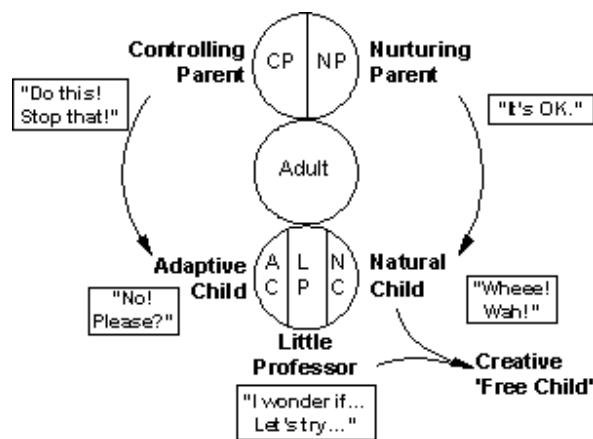 Controlling
Parent
CP
NP
Nurturing
Parent
"Do this!
Stop that!"
"It's OK."
Adult
Adaptive
Child
A
C
L
P
N
C
Natural
Child
"No!
Please?"
"Wheee!
Wah!"
Little
Professor
Creative
'Free Child'
"I wonder if...
Let's try..."